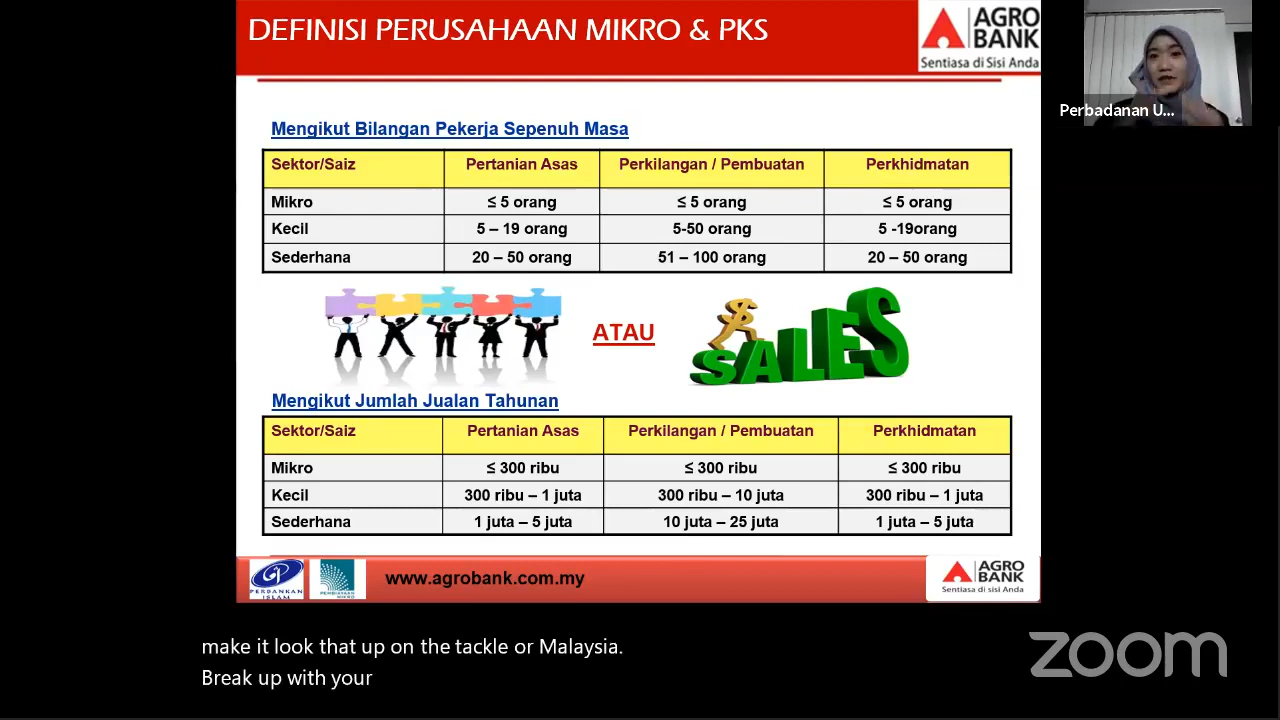 DEFINISI PERUSAHAAN MIKRO & PKS
AGRO
BANK
Sentiasa di Sisi Anda
Perbadanan U...
Mengikut Bilangan Pekerja Sepenuh Masa
Sektor/Saiz Pertanian Asas Perkilangan / Pembuatan Perkhidmatan
Mikro ≤ 5 orang ≤ 5 orang ≤ 5 orang
Kecil 5 – 19 orang 5-50 orang 5 -19orang
Sederhana 20 – 50 orang 51 – 100 orang 20 – 50 orang
ATAU
SALES
Mengikut Jumlah Jualan Tahunan
Sektor/Saiz Pertanian Asas Perkilangan / Pembuatan Perkhidmatan
Mikro ≤ 300 ribu ≤ 300 ribu ≤ 300 ribu
Kecil 300 ribu – 1 juta 300 ribu – 10 juta 300 ribu – 1 juta
Sederhana 1 juta – 5 juta 10 juta – 25 juta 1 juta – 5 juta
PERBANKAN
ISLAM
PEMBIAYAAN
MIKRO
www.agrobank.com.my
AGRO
BANK
Sentiasa di sisi Anda
make it look that up on the tackle or Malaysia.
Break up with your
zoom